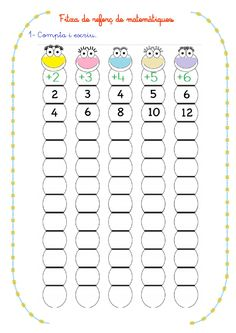 Fitxa de reforç de matemàtiques
1- Compta i escriu.
+2 +3 +4 +5 +6
2 3 4 5 6
4 6 8 10 12